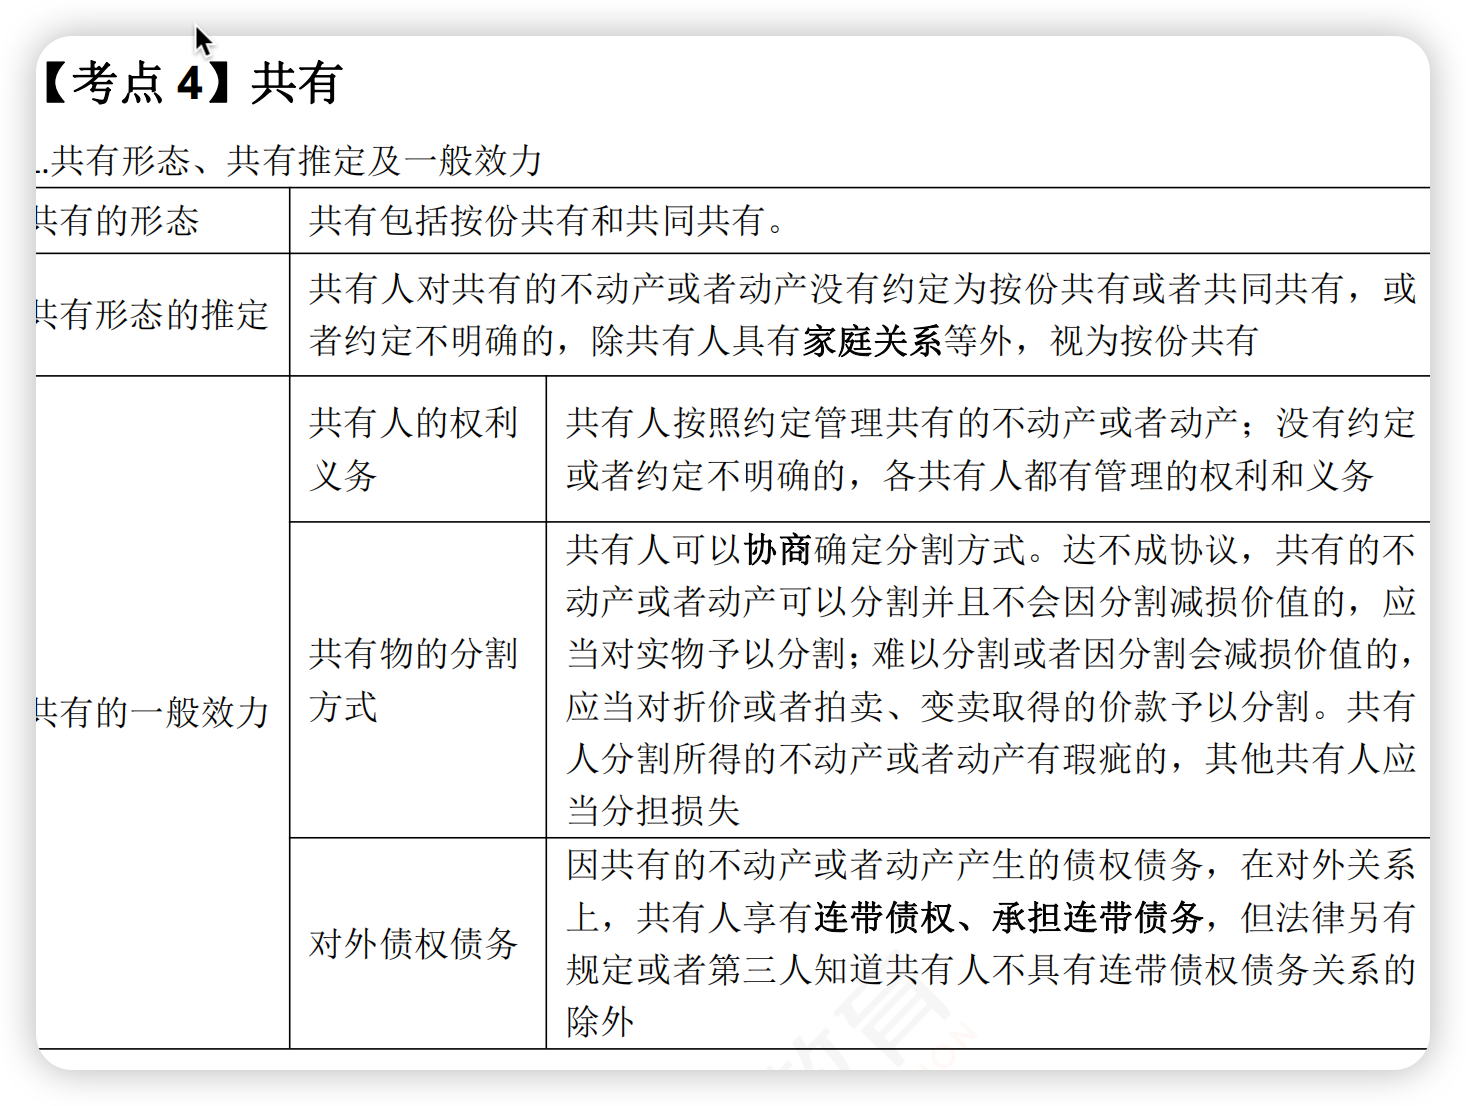 【考点 4】共有
.共有形态、共有推定及一般效力
共有的形态
共有包括按份共有和共同共有。
共有形态的推定
共有人对共有的不动产或者动产没有约定为按份共有或者共同共有，或
者约定不明确的，除共有人具有家庭关系等外，视为按份共有
共有的一般效力
共有人的权利
义务
共有人按照约定管理共有的不动产或者动产；没有约定
或者约定不明确的，各共有人都有管理的权利和义务
共有物的分割
方式
共有人可以协商确定分割方式。达不成协议，共有的不
动产或者动产可以分割并且不会因分割减损价值的，应
当对实物予以分割；难以分割或者因分割会减损价值的，
应当对折价或者拍卖、变卖取得的价款予以分割。共有
人分割所得的不动产或者动产有瑕疵的，其他共有人应
当分担损失
对外债权债务
因共有的不动产或者动产产生的债权债务，在对外关系
上，共有人享有连带债权、承担连带债务，但法律另有
规定或者第三人知道共有人不具有连带债权债务关系的
除外
教育